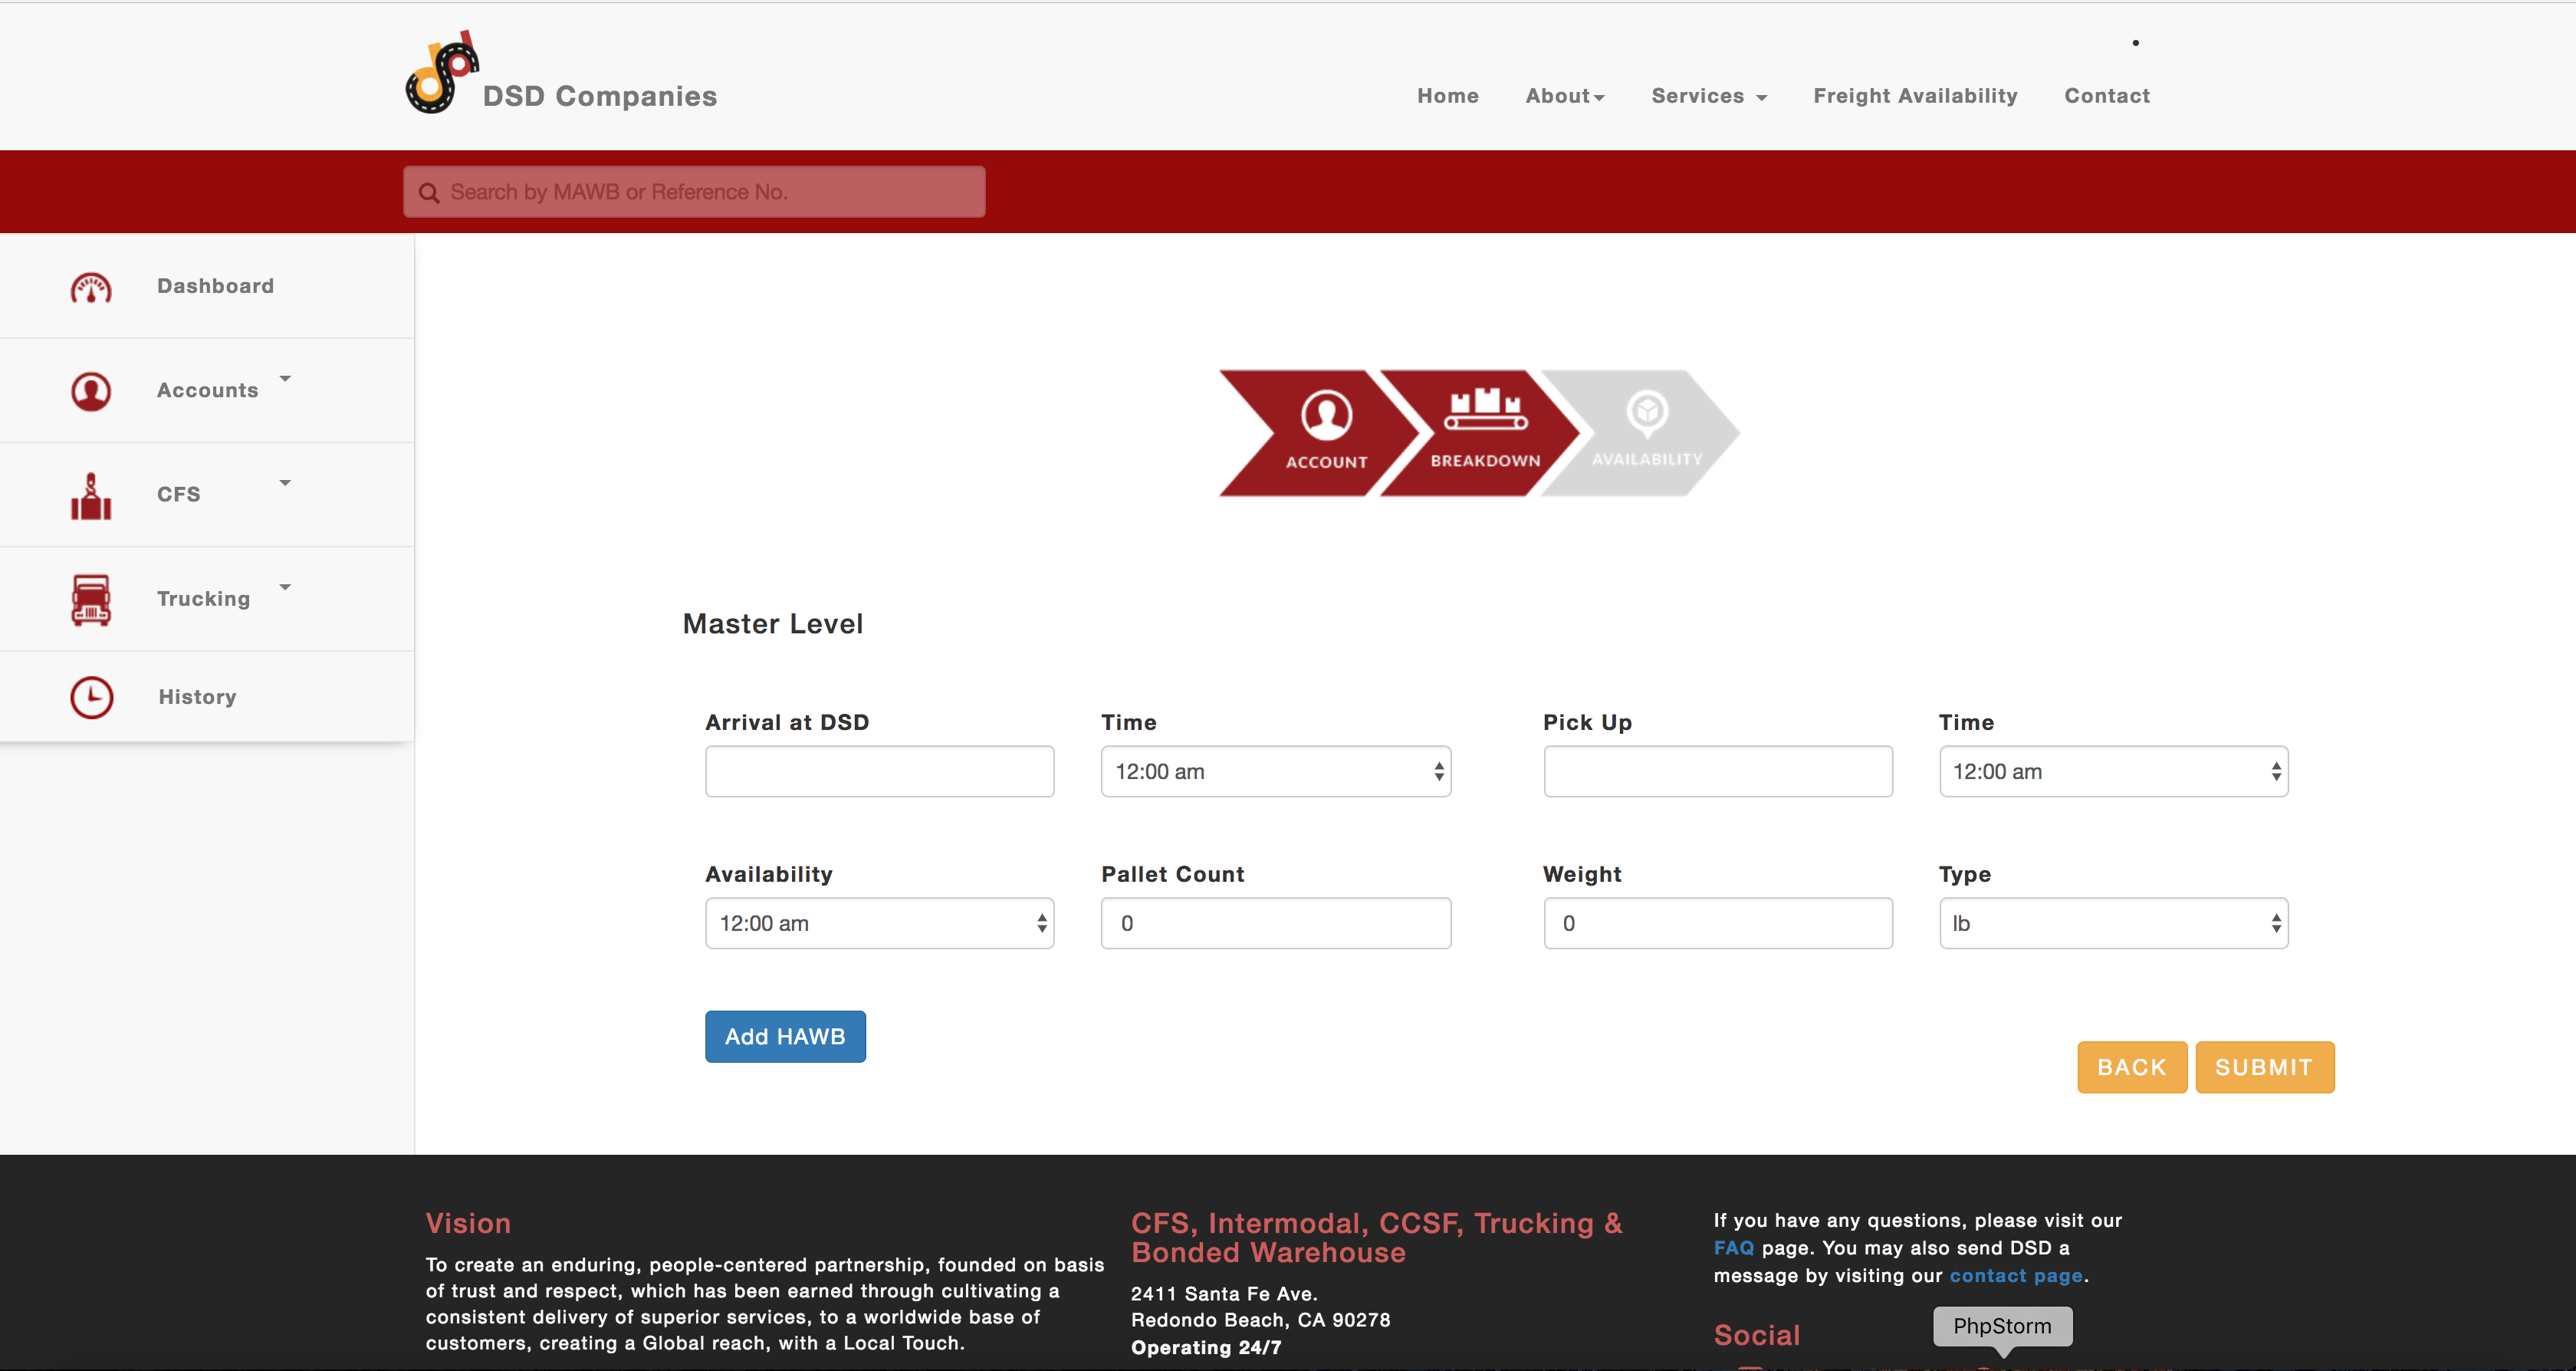 DSD Companies
Home About Services Freight Availability Contact
Search by MAWB or Reference No.
Dashboard
Accounts
CFS
Trucking
History
ACCOUNT BREAKDOWN AVAILABILITY
Master Level
Arrival at DSD Time Pick Up Time
12:00 am 12:00 am
Availability Pallet Count Weight Type
12:00 am 0 0 lb
Add HAWB
BACK SUBMIT
Vision
To create an enduring, people-centered partnership, founded on basis
of trust and respect, which has been earned through cultivating a
consistent delivery of superior services, to a worldwide base of
customers, creating a Global reach, with a Local Touch.
CFS, Intermodal, CCSF, Trucking &
Bonded Warehouse
2411 Santa Fe Ave.
Redondo Beach, CA 90278
Operating 24/7
If you have any questions, please visit our
FAQ page. You may also send DSD a
message by visiting our contact page.
Social
PhpStorm